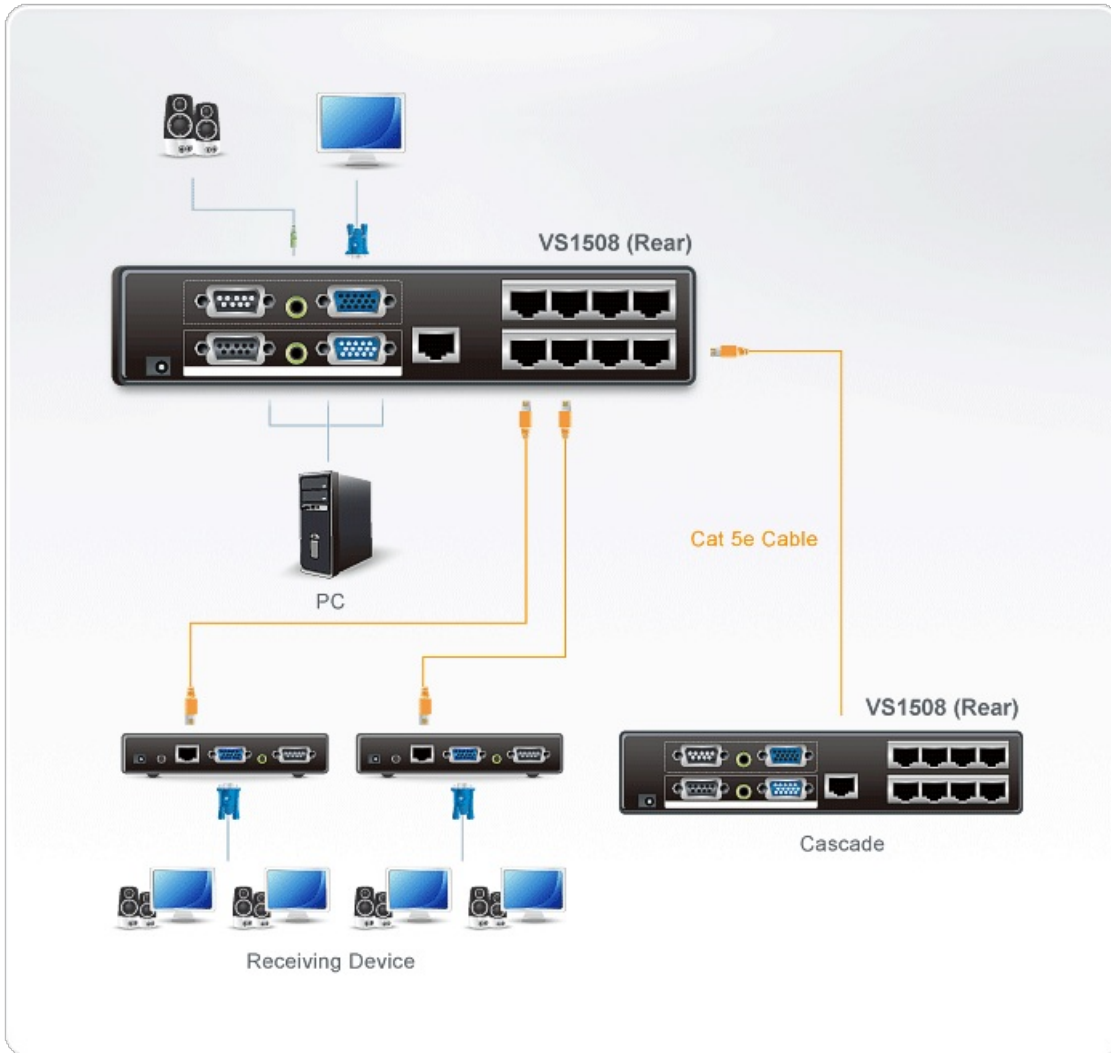 VS1508 (Rear)
PC
Cat 5e Cable
VS1508 (Rear)
Cascade
Receiving Device